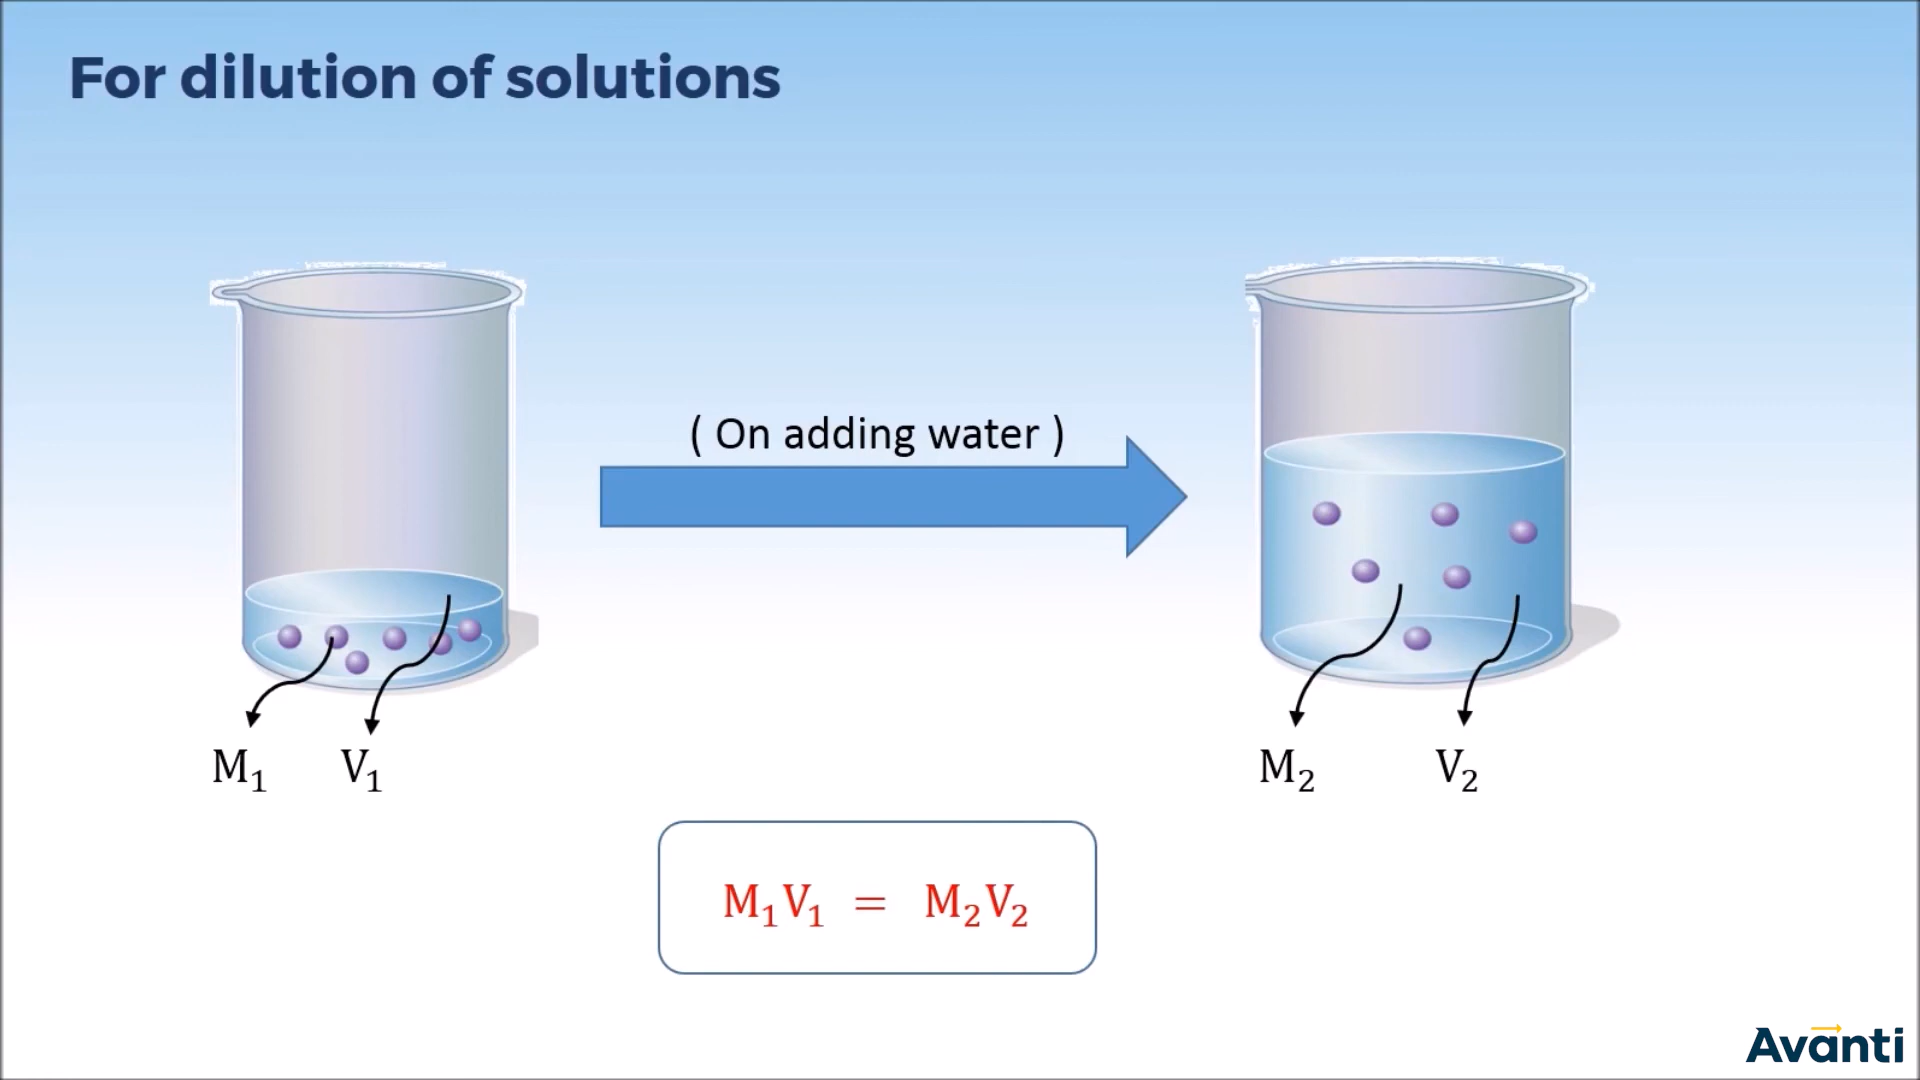 For dilution of solutions
( On adding water )
M₁ V₁
M₂ V₂
M₁V₁ = M₂V₂
Avanti